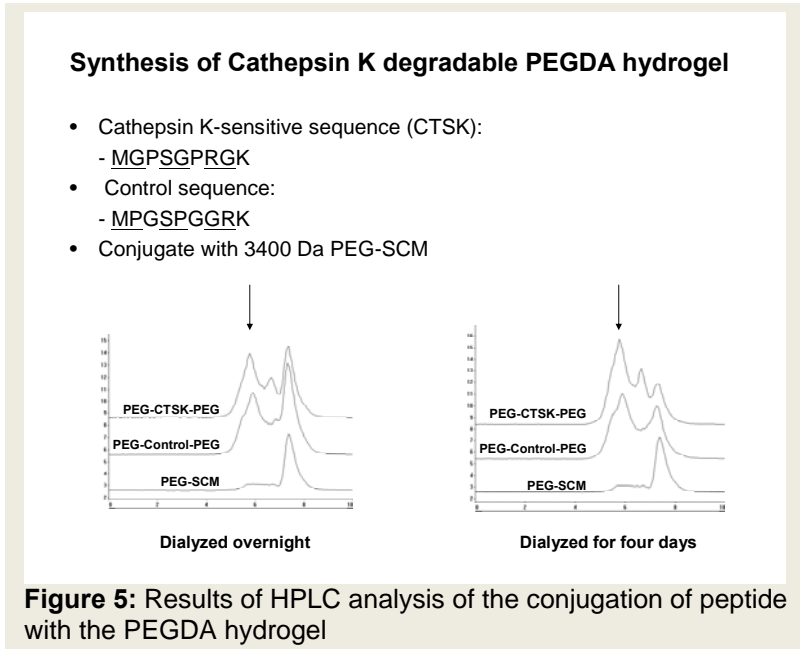 Synthesis of Cathepsin K degradable PEGDA hydrogel
• Cathepsin K-sensitive sequence (CTSK):
- MGPSGPRGK
• Control sequence:
- MPGSPGGRK
• Conjugate with 3400 Da PEG-SCM
PEG-CTSK-PEG
PEG-Control-PEG
PEG-SCM
Dialyzed overnight
PEG-CTSK-PEG
PEG-Control-PEG
PEG-SCM
Dialyzed for four days
Figure 5: Results of HPLC analysis of the conjugation of peptide
with the PEGDA hydrogel